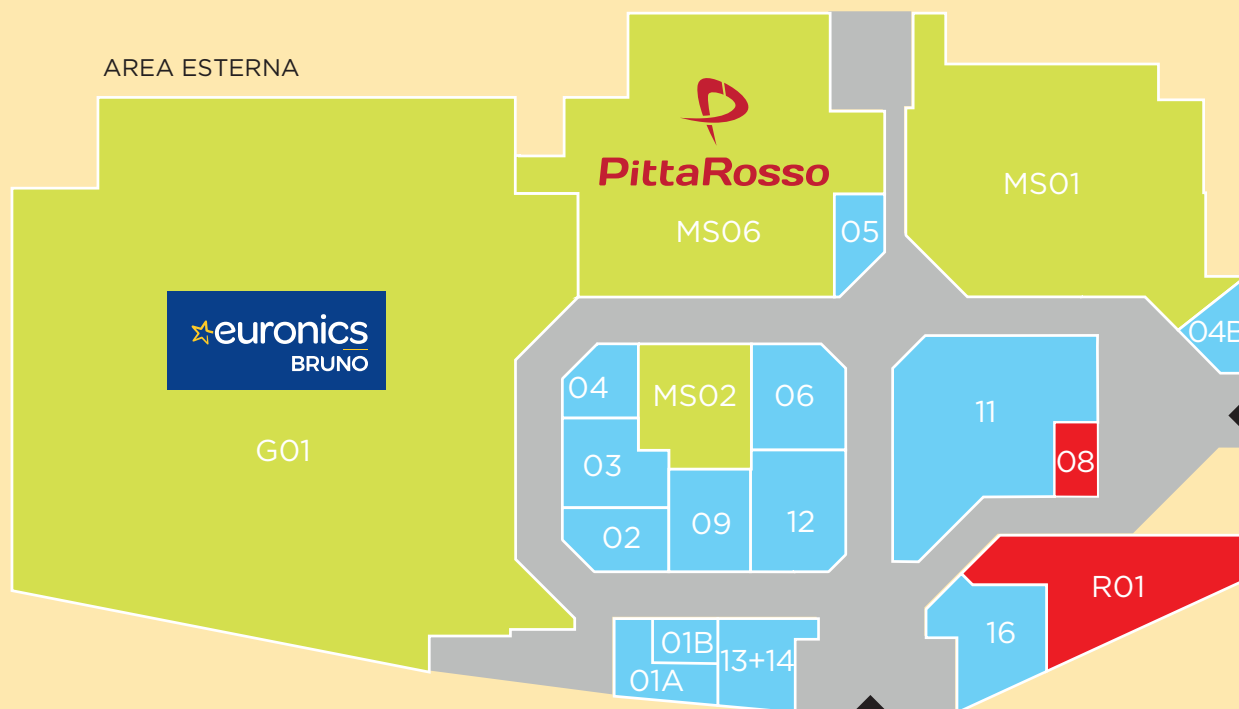 AREA ESTERNA
PittaRosso
MS06
05
MS01
euronics
BRUNO
G01
04E
04
MS02
06
11
03
08
02
09
12
R01
01B
13+14
01A
16